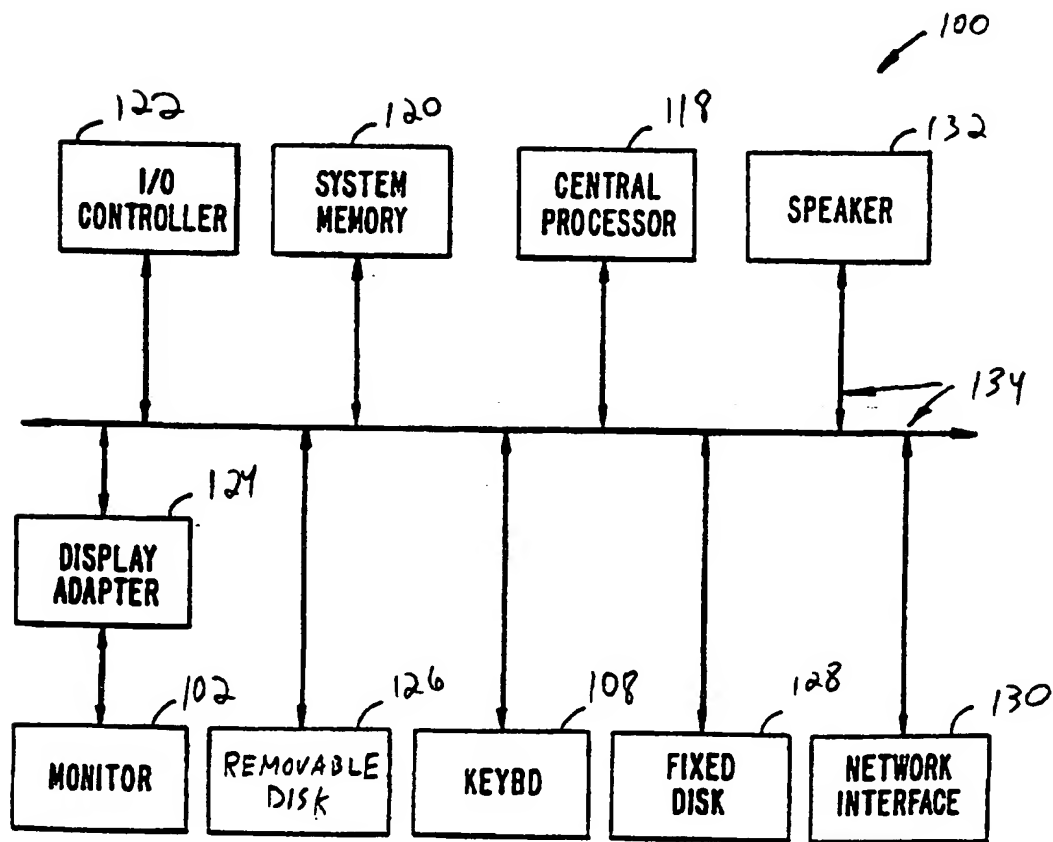 100
122
120
118
132
I/O
CONTROLLER
SYSTEM
MEMORY
CENTRAL
PROCESSOR
SPEAKER
134
124
DISPLAY
ADAPTER
102
126
108
128
130
MONITOR
REMOVABLE
DISK
KEYBD
FIXED
DISK
NETWORK
INTERFACE